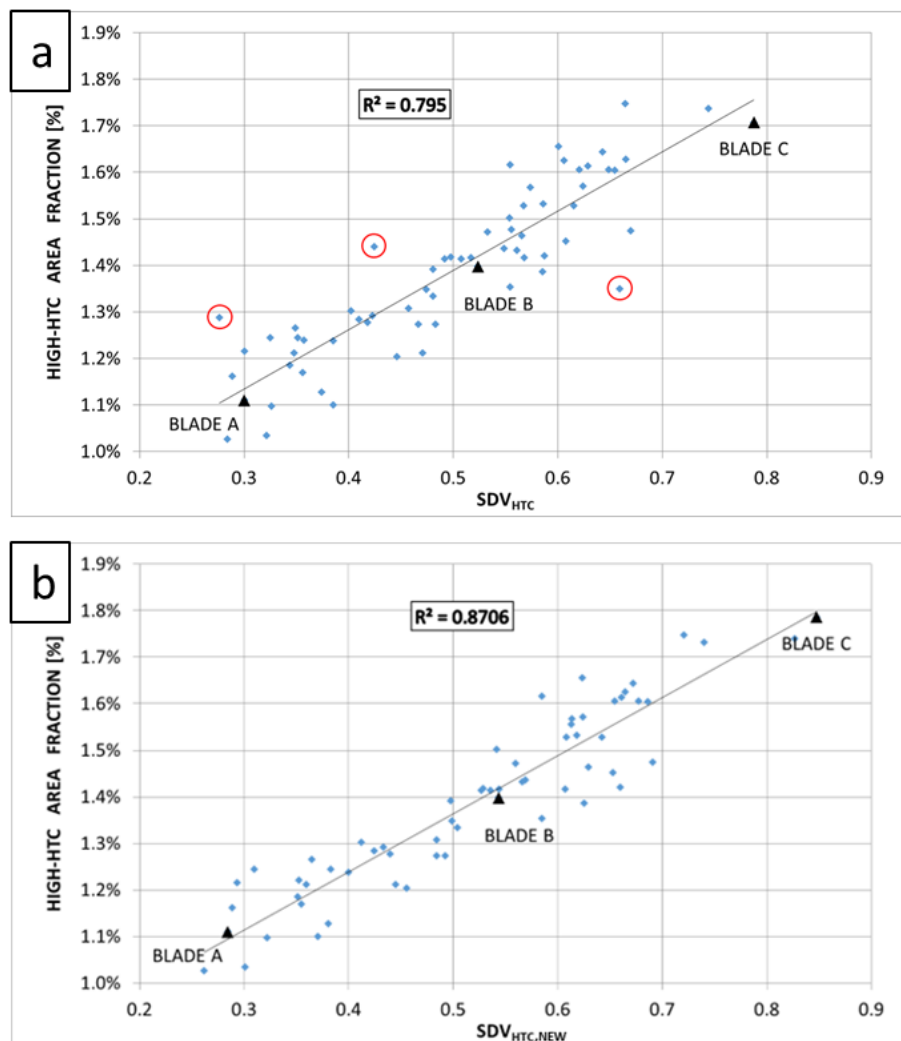 a
1.9%
1.8%
1.7%
1.6%
1.5%
1.4%
1.3%
1.2%
1.1%
1.0%
HIGH-HTC AREA FRACTION [%]
R² = 0.795
BLADE C
BLADE B
BLADE A
0.2 0.3 0.4 0.5 0.6 0.7 0.8 0.9
SDV HTC
b
1.9%
1.8%
1.7%
1.6%
1.5%
1.4%
1.3%
1.2%
1.1%
1.0%
HIGH-HTC AREA FRACTION [%]
R² = 0.8706
BLADE C
BLADE B
BLADE A
0.2 0.3 0.4 0.5 0.6 0.7 0.8 0.9
SDV HTC,NEW